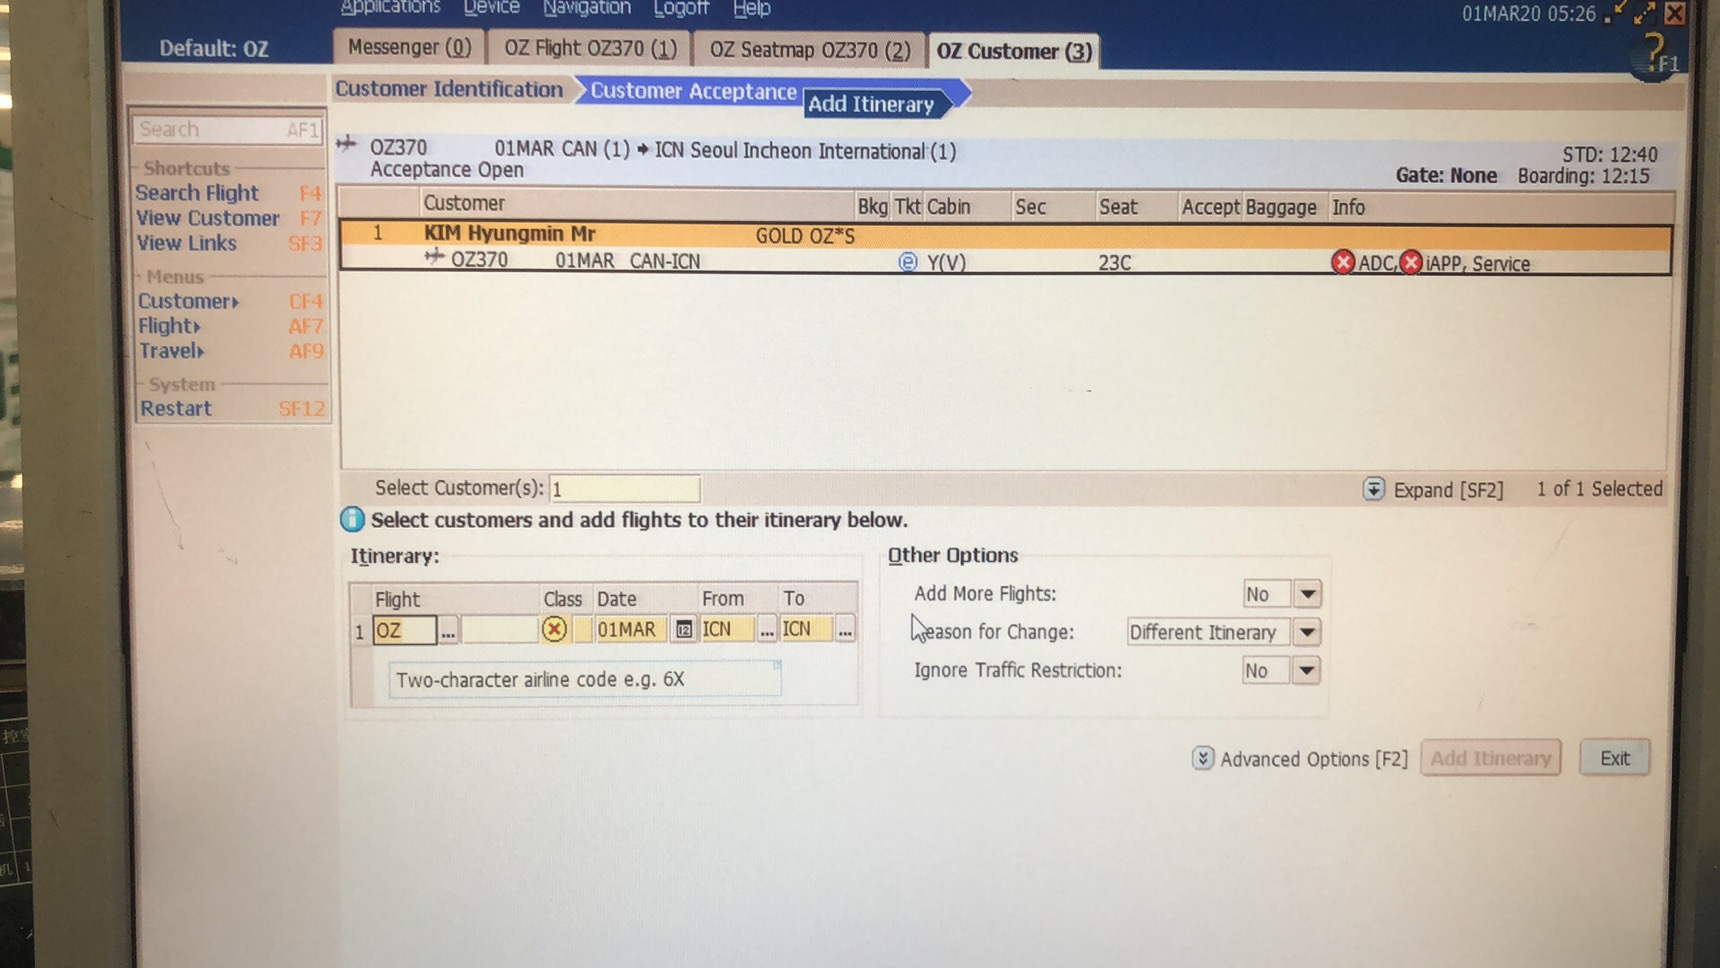 Applications Device Navigation Logoff Help
01MAR20 05:26
Default: OZ
Messenger (0) OZ Flight OZ370 (1) OZ Seatmap OZ370 (2) OZ Customer (3)
? F1
Customer Identification Customer Acceptance Add Itinerary
Search AF1
Shortcuts
Search Flight F4
View Customer F7
View Links SF3
Menus
Customer CF4
Flight AF7
Travel AF9
System
Restart SF12
OZ370 01MAR CAN (1) → ICN Seoul Incheon International (1) STD: 12:40
Acceptance Open Gate: None Boarding: 12:15
Customer Bkg Tkt Cabin Sec Seat Accept Baggage Info
1 KIM Hyungmin Mr GOLD OZ*S
OZ370 01MAR CAN-ICN e Y(V) 23C ADC, iAPP, Service
Select Customer(s): 1 Expand [SF2] 1 of 1 Selected
Select customers and add flights to their itinerary below.
Itinerary:
Flight Class Date From To
1 OZ ... 01MAR 12 ICN ... ICN ...
Two-character airline code e.g. 6X
Other Options
Add More Flights: No
eason for Change: Different Itinerary
Ignore Traffic Restriction: No
Advanced Options [F2] Add Itinerary Exit